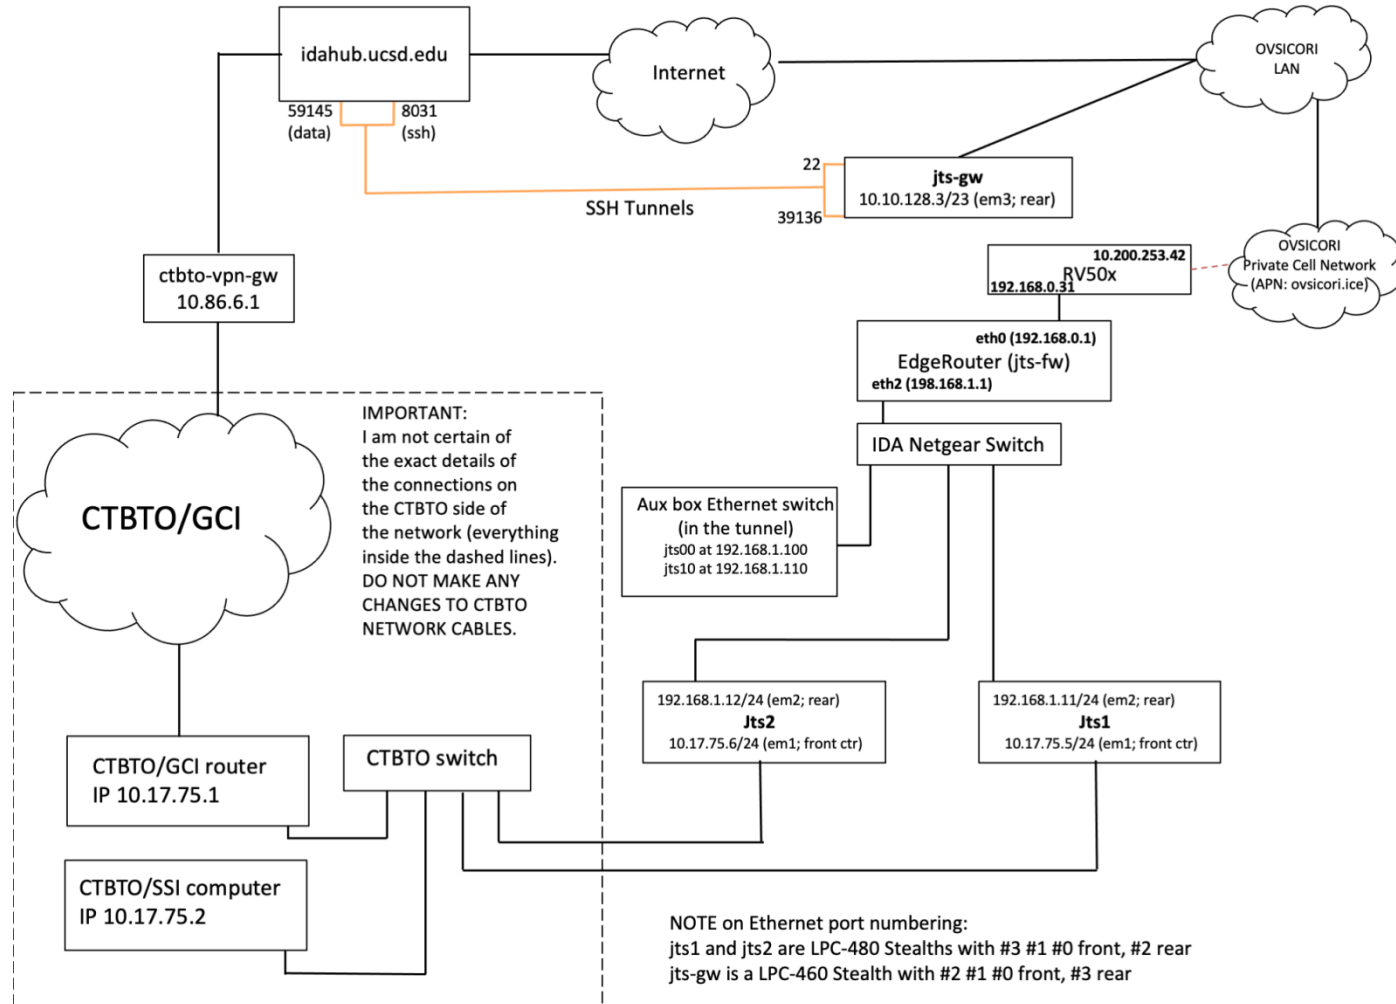 idahub.ucsd.edu
59145
(data)
8031
(ssh)
Internet
OVSICORI
LAN
22
39136
SSH Tunnels
jts-gw
10.10.128.3/23 (em3; rear)
ctbto-vpn-gw
10.86.6.1
10.200.253.42
RV50x
192.168.0.31
OVSICORI
Private Cell Network
(APN: ovsicori.ice)
eth0 (192.168.0.1)
EdgeRouter (jts-fw)
eth2 (198.168.1.1)
IDA Netgear Switch
Aux box Ethernet switch
(in the tunnel)
jts00 at 192.168.1.100
jts10 at 192.168.1.110
CTBTO/GCI
IMPORTANT:
I am not certain of
the exact details of
the connections on
the CTBTO side of
the network (everything
inside the dashed lines).
DO NOT MAKE ANY
CHANGES TO CTBTO
NETWORK CABLES.
192.168.1.12/24 (em2; rear)
Jts2
10.17.75.6/24 (em1; front ctr)
192.168.1.11/24 (em2; rear)
Jts1
10.17.75.5/24 (em1; front ctr)
CTBTO/GCI router
IP 10.17.75.1
CTBTO switch
CTBTO/SSI computer
IP 10.17.75.2
NOTE on Ethernet port numbering:
jts1 and jts2 are LPC-480 Stealths with #3 #1 #0 front, #2 rear
jts-gw is a LPC-460 Stealth with #2 #1 #0 front, #3 rear